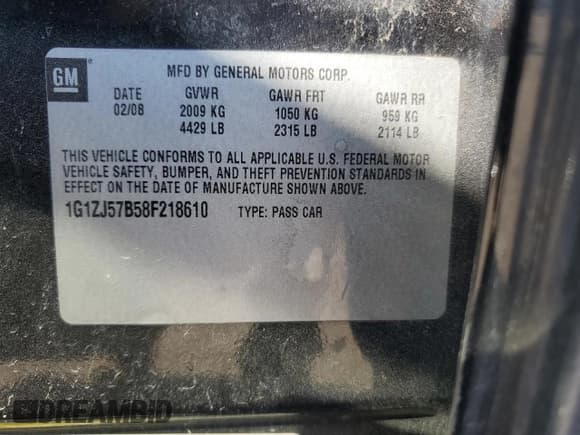 GM
MFD BY GENERAL MOTORS CORP.
DATE GVWR GAWR FRT GAWR RR
02/08 2009 KG 1050 KG 959 KG
4429 LB 2315 LB 2114 LB
THIS VEHICLE CONFORMS TO ALL APPLICABLE U.S. FEDERAL MOTOR
VEHICLE SAFETY, BUMPER, AND THEFT PREVENTION STANDARDS IN
EFFECT ON THE DATE OF MANUFACTURE SHOWN ABOVE.
1G1ZJ57B58F218610 TYPE: PASS CAR
DREAMBID